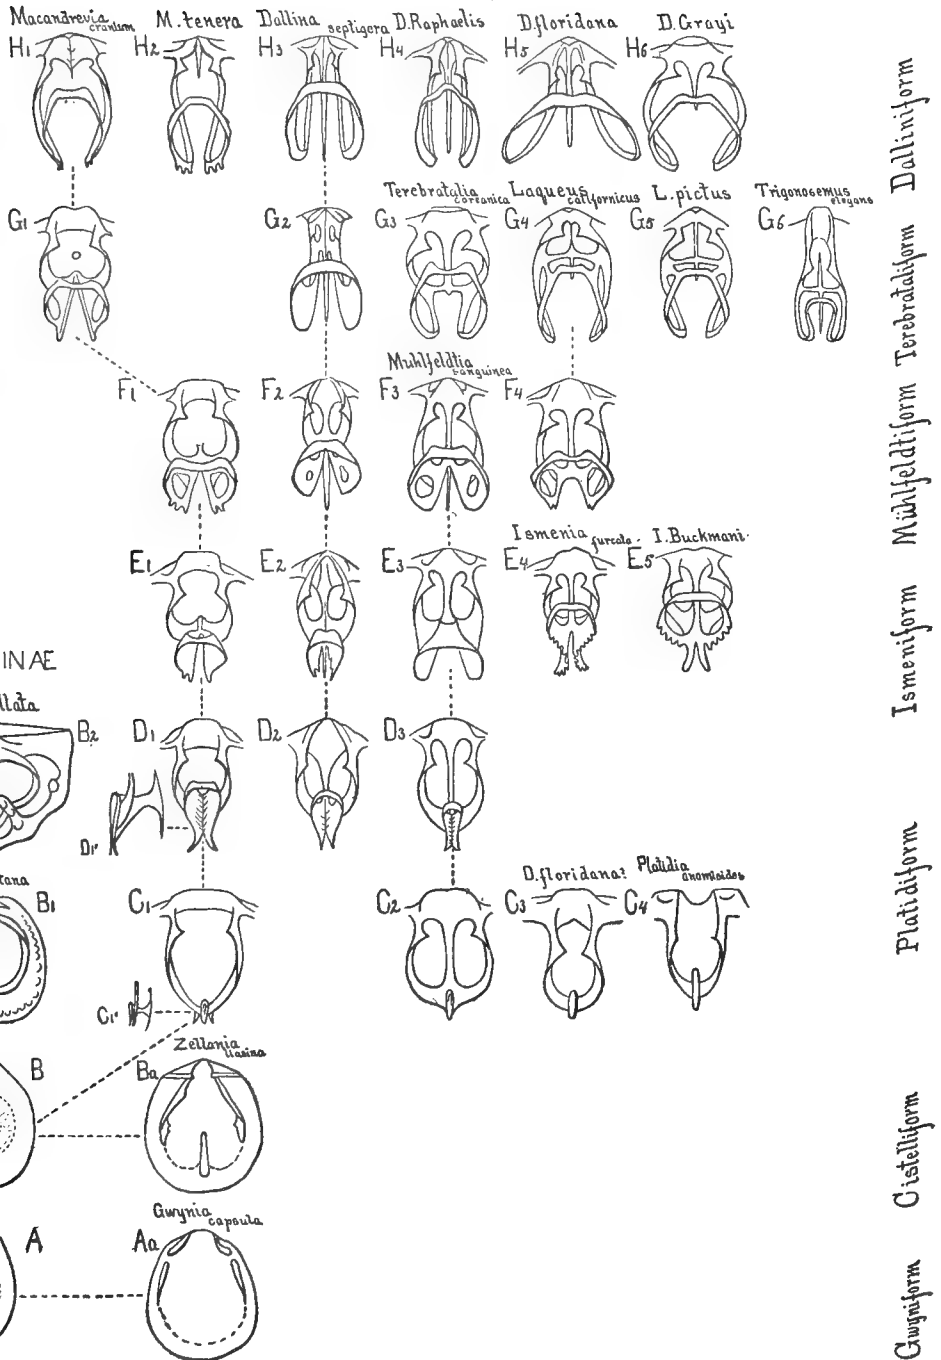 Macandrevia
cranium
M. tenera
Dallina
septigera
D. Raphaelis
D. floridana
D. Grayi
H1
H2
H3
H4
H5
H6
Dalliniform
Terebratalia
coreanica
Laqueus
californicus
L. pictus
Trigonosemus
elegans
G1
G2
G3
G4
G5
G6
Terebrataliform
Mühlfeldtia
sanguinea
F1
F2
F3
F4
Mühlfeldtiform
Ismenia
furcata.
I. Buckmani.
E1
E2
E3
E4
E5
Ismeniform
INAE
llata
B2
D1
D2
D3
D1'
Platidiform
D. floridana?
Platidia
anomioides
B1
C1
C2
C3
C4
C1'
Zellania
liasina
B
Ba
Cistelliform
Gwynia
capsula
A
Aa
Gwyniform